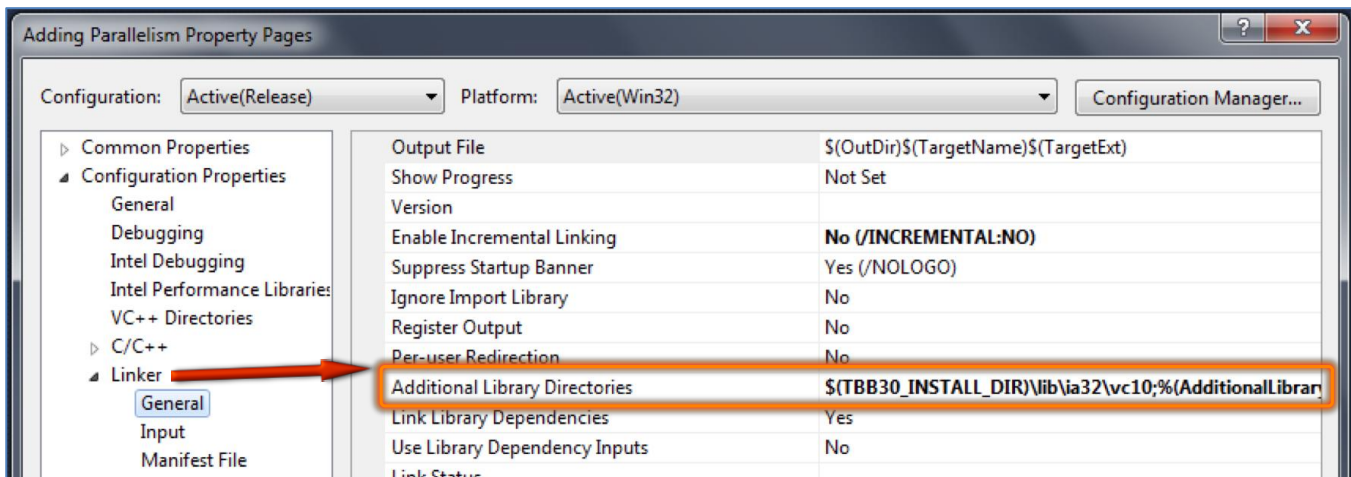 Adding Parallelism Property Pages
? X
Configuration: Active(Release) Platform: Active(Win32) Configuration Manager...
Common Properties
Configuration Properties
General
Debugging
Intel Debugging
Intel Performance Libraries
VC++ Directories
C/C++
Linker
General
Input
Manifest File
Output File $(OutDir)$(TargetName)$(TargetExt)
Show Progress Not Set
Version
Enable Incremental Linking No (/INCREMENTAL:NO)
Suppress Startup Banner Yes (/NOLOGO)
Ignore Import Library No
Register Output No
Per-user Redirection No
Additional Library Directories $(TBB30_INSTALL_DIR)\lib\ia32\vc10;%(AdditionalLibrary
Link Library Dependencies Yes
Use Library Dependency Inputs No
Link Status